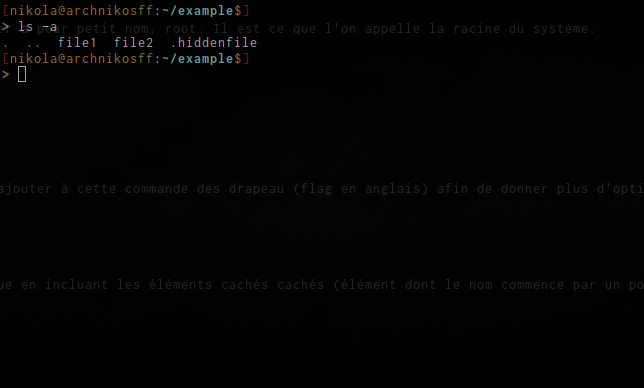 [nikola@archnikosff:~/example$]
er pour petit nom, root. Il est ce que l'on appelle la racine du système.
> ls -a
. .. file1 file2 .hiddenfile
[nikola@archnikosff:~/example$]
>
ajouter à cette commande des drapeau (flag en anglais) afin de donner plus d'opti
ue en incluant les éléments cachés cachés (élément dont le nom commence par un po